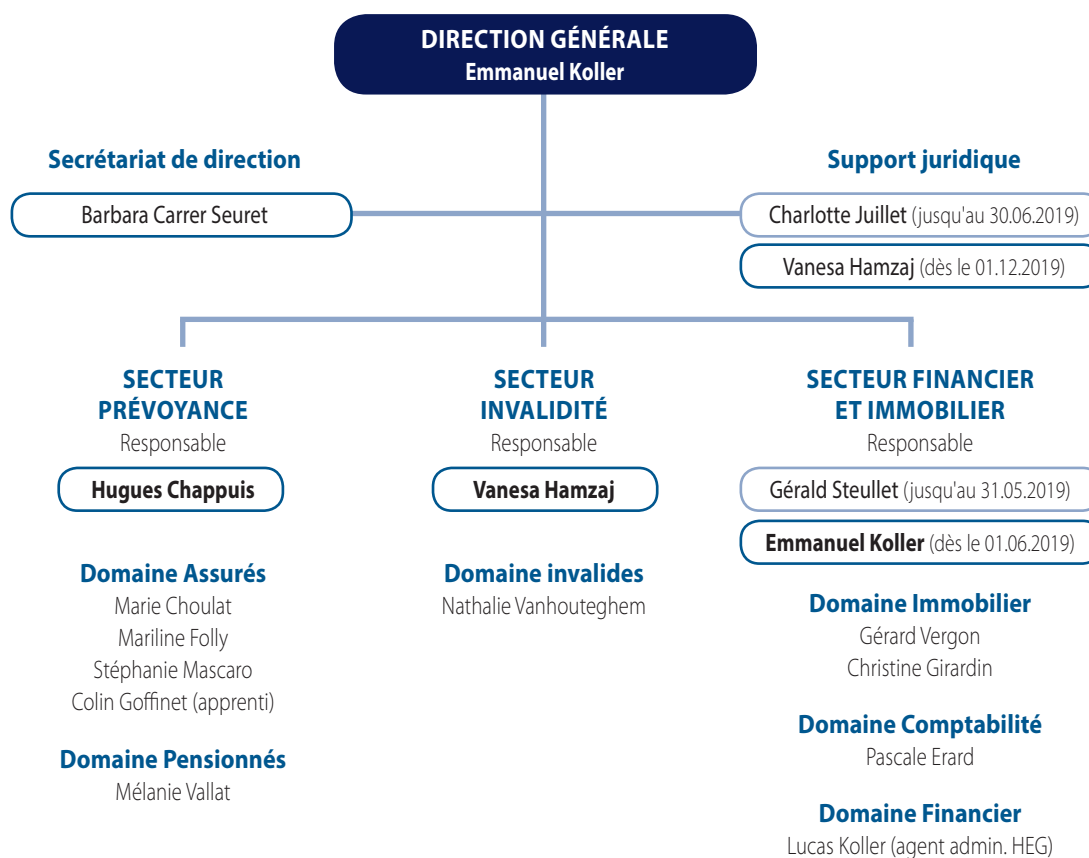 DIRECTION GÉNÉRALE
Emmanuel Koller
Secrétariat de direction
Barbara Carrer Seuret
Support juridique
Charlotte Juillet (jusqu'au 30.06.2019)
Vanesa Hamzaj (dès le 01.12.2019)
SECTEUR
PRÉVOYANCE
Responsable
Hugues Chappuis
Domaine Assurés
Marie Choulat
Mariline Folly
Stéphanie Mascaro
Colin Goffinet (apprenti)
Domaine Pensionnés
Mélanie Vallat
SECTEUR
INVALIDITÉ
Responsable
Vanesa Hamzaj
Domaine invalides
Nathalie Vanhouteghem
SECTEUR FINANCIER
ET IMMOBILIER
Responsable
Gérald Steullet (jusqu'au 31.05.2019)
Emmanuel Koller (dès le 01.06.2019)
Domaine Immobilier
Gérard Vergon
Christine Girardin
Domaine Comptabilité
Pascale Erard
Domaine Financier
Lucas Koller (agent admin. HEG)